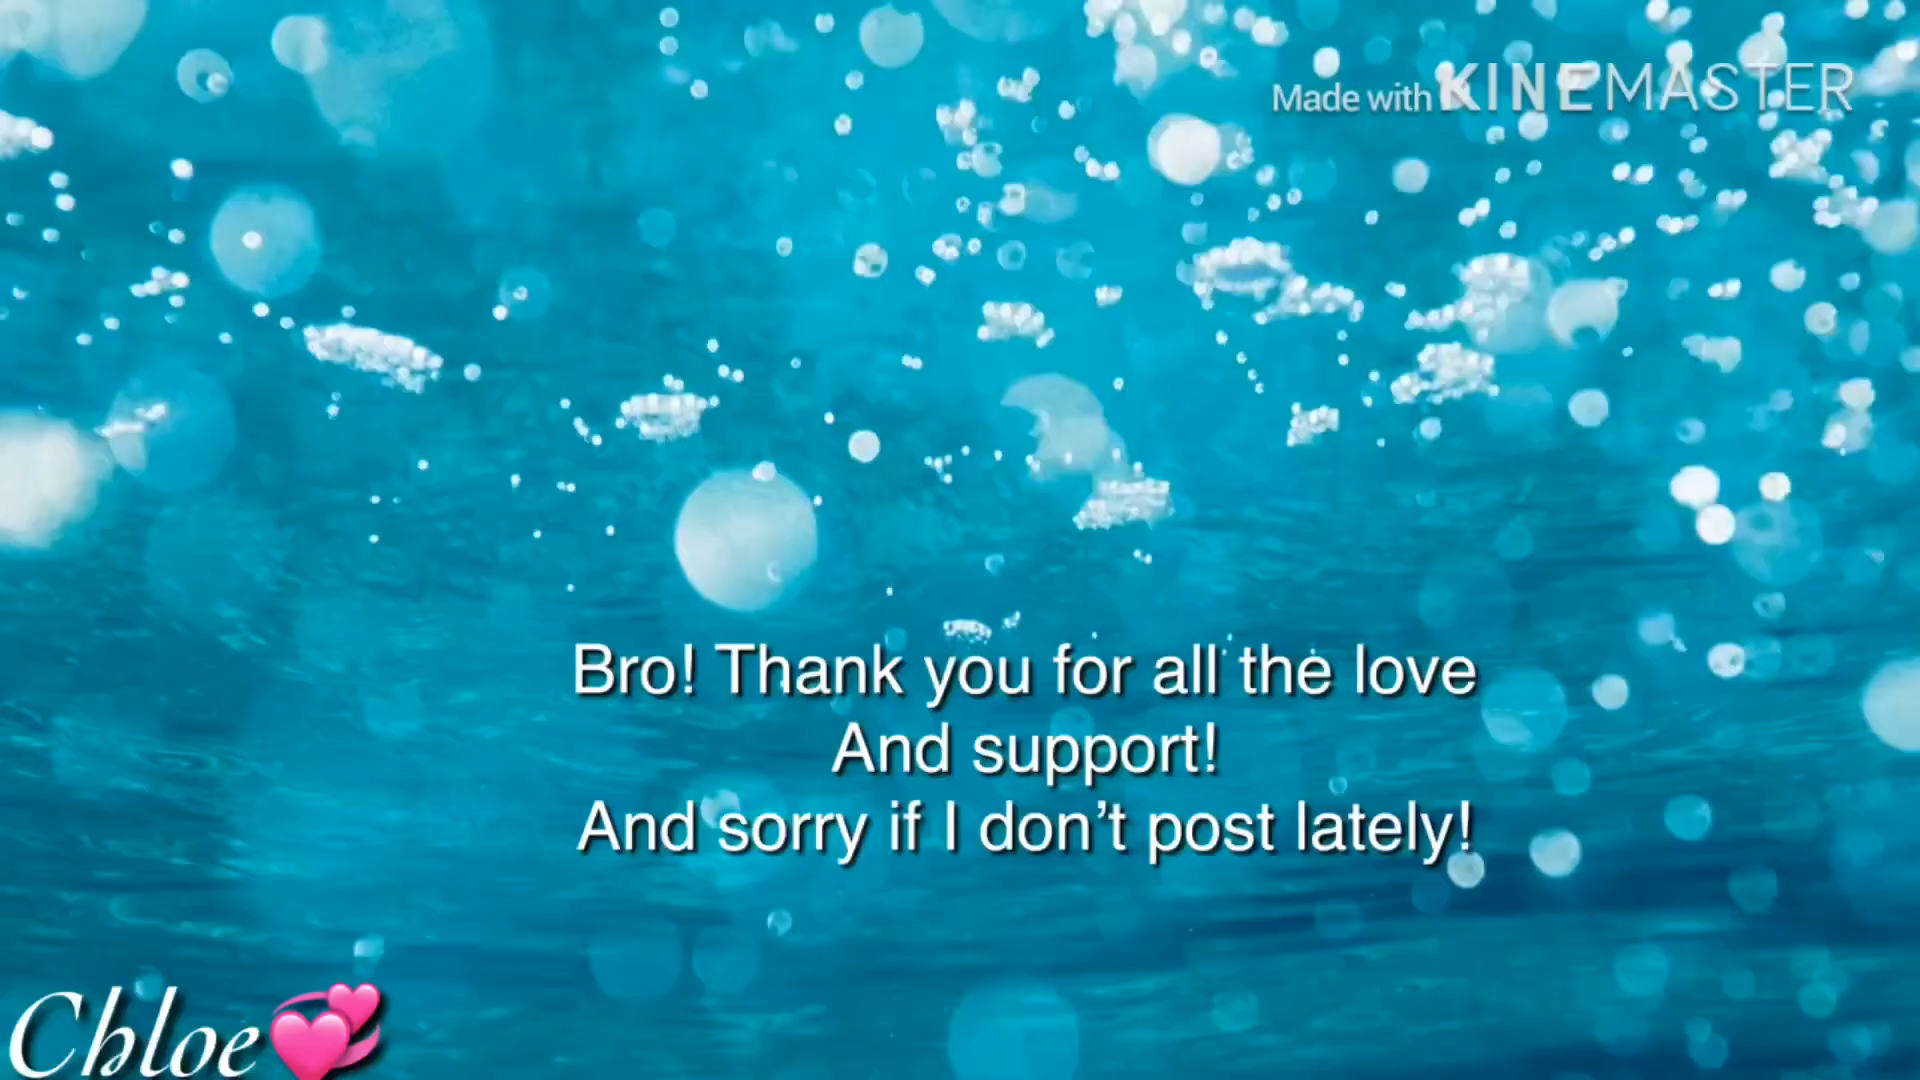 Made with KINEMASTER
Bro! Thank you for all the love
And support!
And sorry if I don’t post lately!
Chloe💞